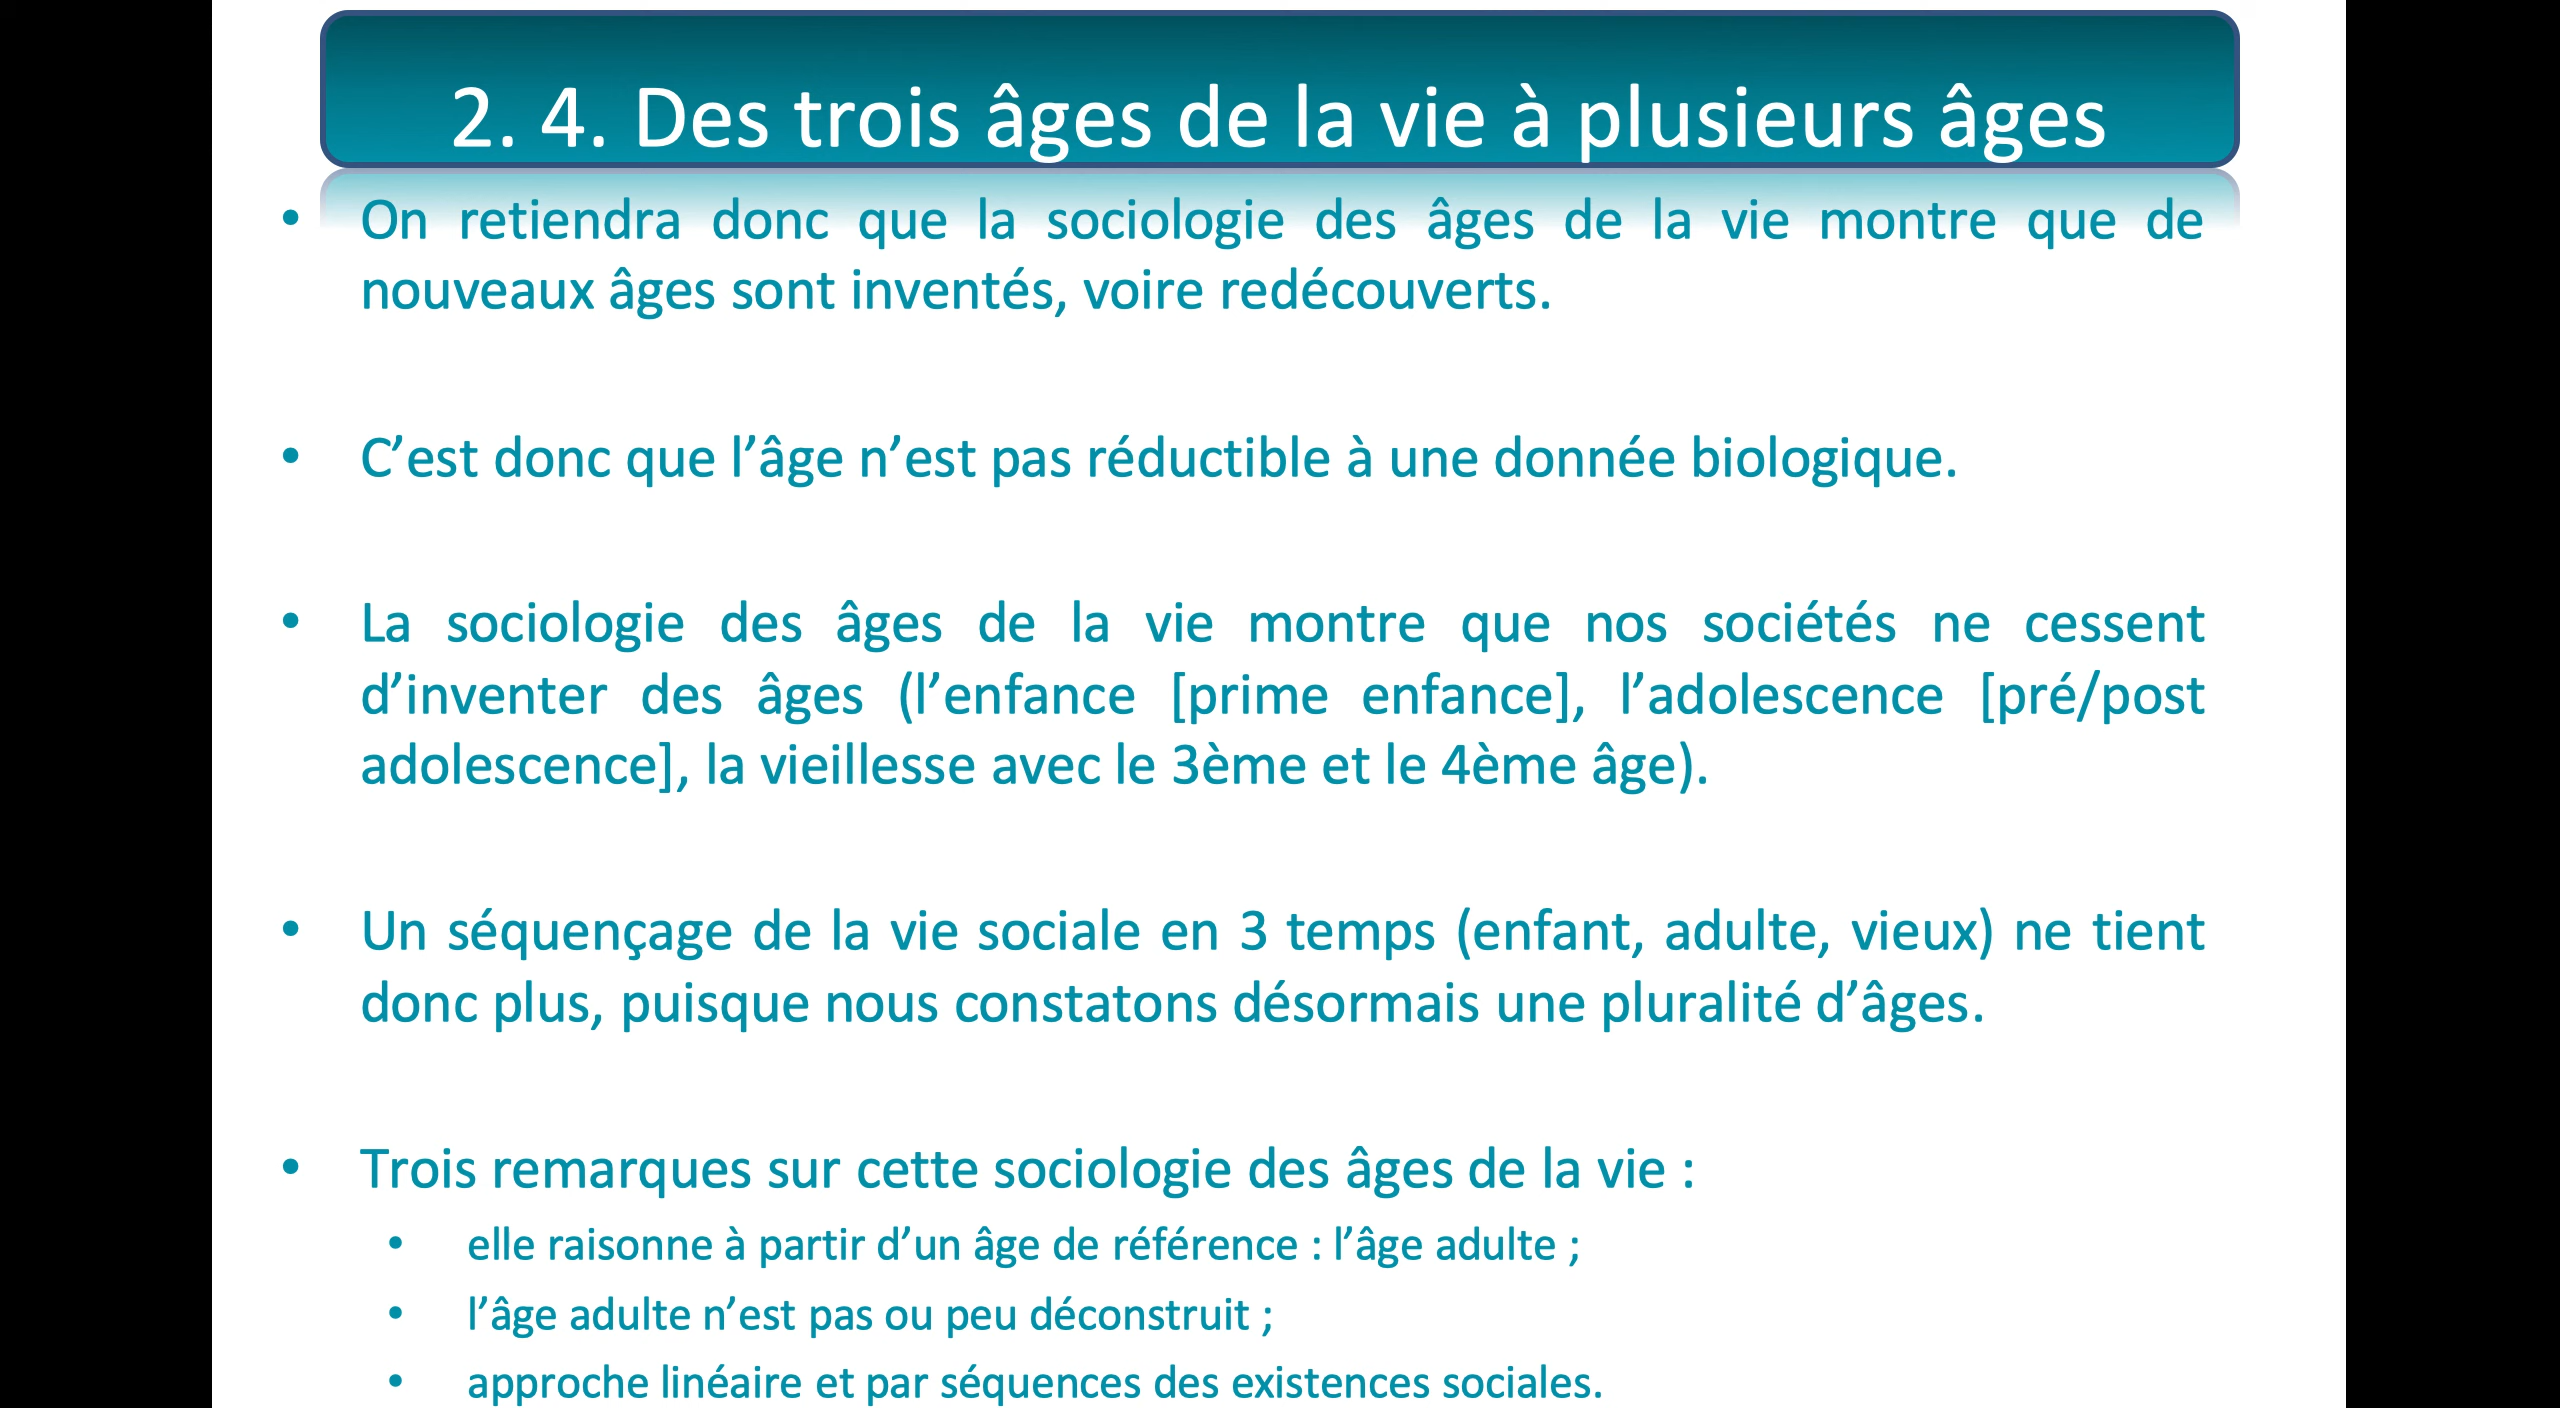 2. 4. Des trois âges de la vie à plusieurs âges
• On retiendra donc que la sociologie des âges de la vie montre que de
nouveaux âges sont inventés, voire redécouverts.
• C’est donc que l’âge n’est pas réductible à une donnée biologique.
• La sociologie des âges de la vie montre que nos sociétés ne cessent
d’inventer des âges (l’enfance [prime enfance], l’adolescence [pré/post
adolescence], la vieillesse avec le 3ème et le 4ème âge).
• Un séquençage de la vie sociale en 3 temps (enfant, adulte, vieux) ne tient
donc plus, puisque nous constatons désormais une pluralité d’âges.
• Trois remarques sur cette sociologie des âges de la vie :
• elle raisonne à partir d’un âge de référence : l’âge adulte ;
• l’âge adulte n’est pas ou peu déconstruit ;
• approche linéaire et par séquences des existences sociales.